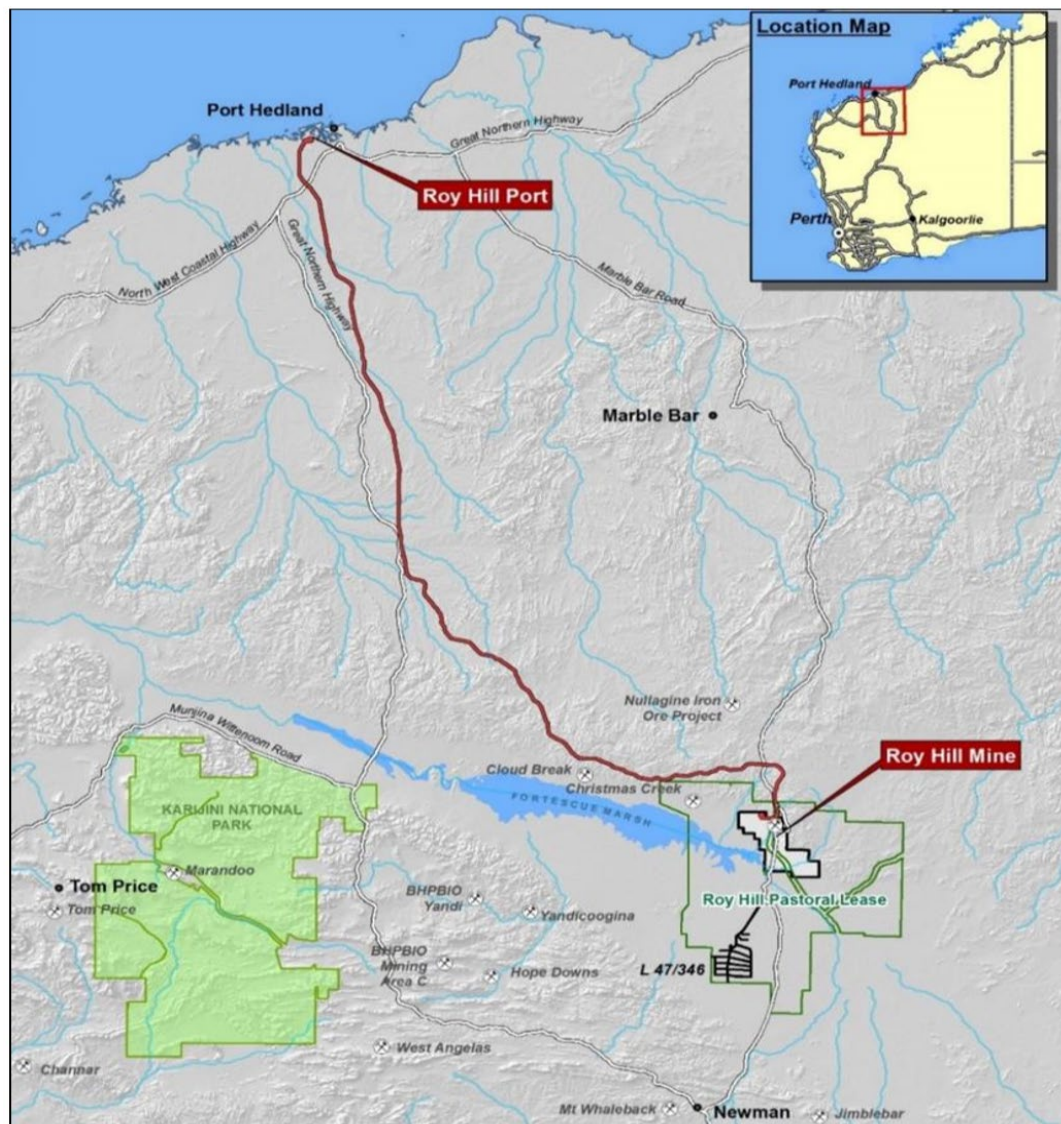 Location Map
Port Hedland
Perth
Kalgoorlie
Port Hedland
Great Northern Highway
Roy Hill Port
North West Coastal Highway
Great Northern Highway
Marble Bar Road
Marble Bar
Nullagine Iron
Ore Project
Munjina Wittenoom Road
Roy Hill Mine
Cloud Break
Christmas Creek
FORTESCUE MARSH
KARIJINI NATIONAL
PARK
Marandoo
Tom Price
Tom Price
BHPBIO
Yandi
Yandicoogina
Roy Hill Pastoral Lease
BHPBIO
Mining
Area C
Hope Downs
L 47/346
West Angelas
Channar
Mt Whaleback
Newman
Jimblebar